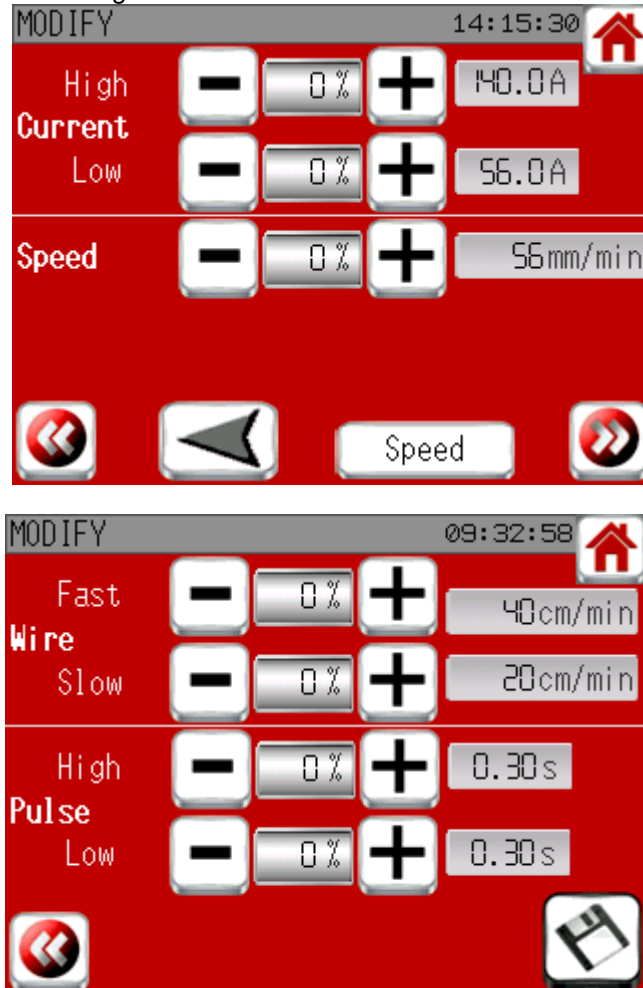 MODIFY 14:15:30
High 0% 140.0A
Current
Low 0% 56.0A
Speed 0% 56mm/min
Speed
MODIFY 09:32:58
Fast 0% 40cm/min
Wire
Slow 0% 20cm/min
High 0% 0.30s
Pulse
Low 0% 0.30s